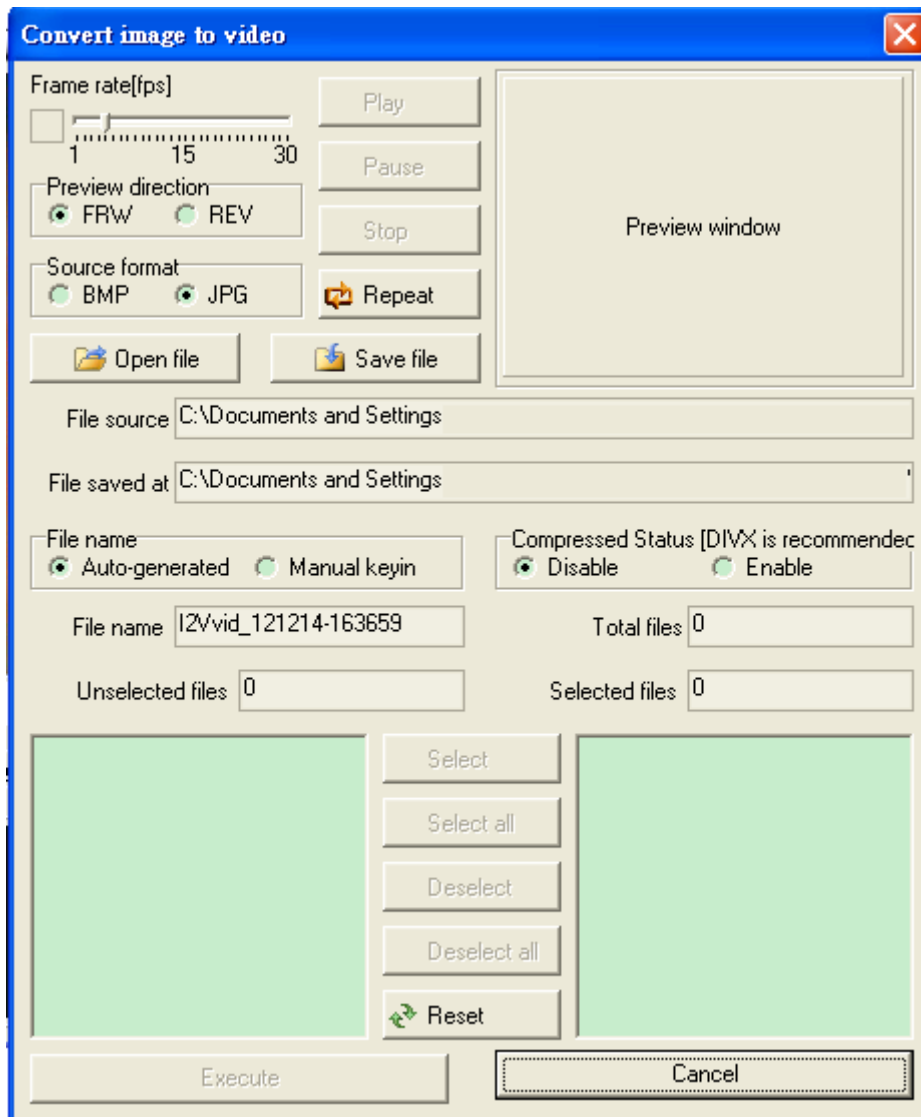 Convert image to video
Frame rate[fps]
1 15 30
Play
Pause
Stop
Repeat
Preview window
Preview direction
FRW REV
Source format
BMP JPG
Open file Save file
File source C:\Documents and Settings
File saved at C:\Documents and Settings
File name
Auto-generated Manual keyin
Compressed Status [DIVX is recommended
Disable Enable
File name I2Vvid_121214-163659
Total files 0
Unselected files 0
Selected files 0
Select
Select all
Deselect
Deselect all
Reset
Execute Cancel